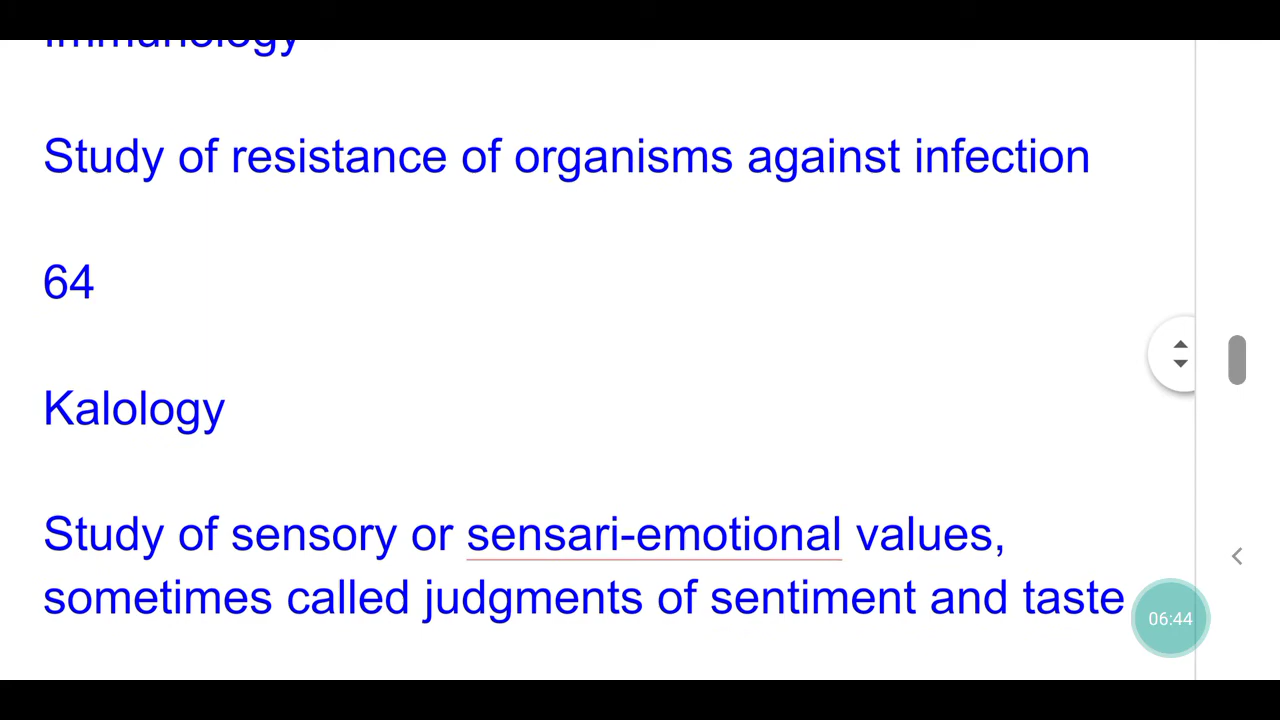 Immunology
Study of resistance of organisms against infection
64
Kalology
Study of sensory or sensari-emotional values,
sometimes called judgments of sentiment and taste
06:44